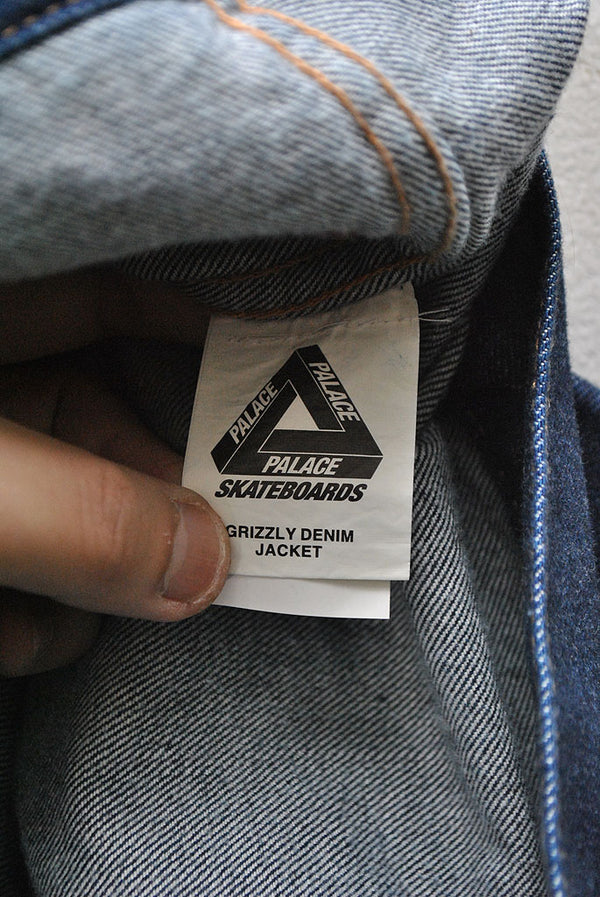 PALACE
PALACE
PALACE
SKATEBOARDS
GRIZZLY DENIM
JACKET